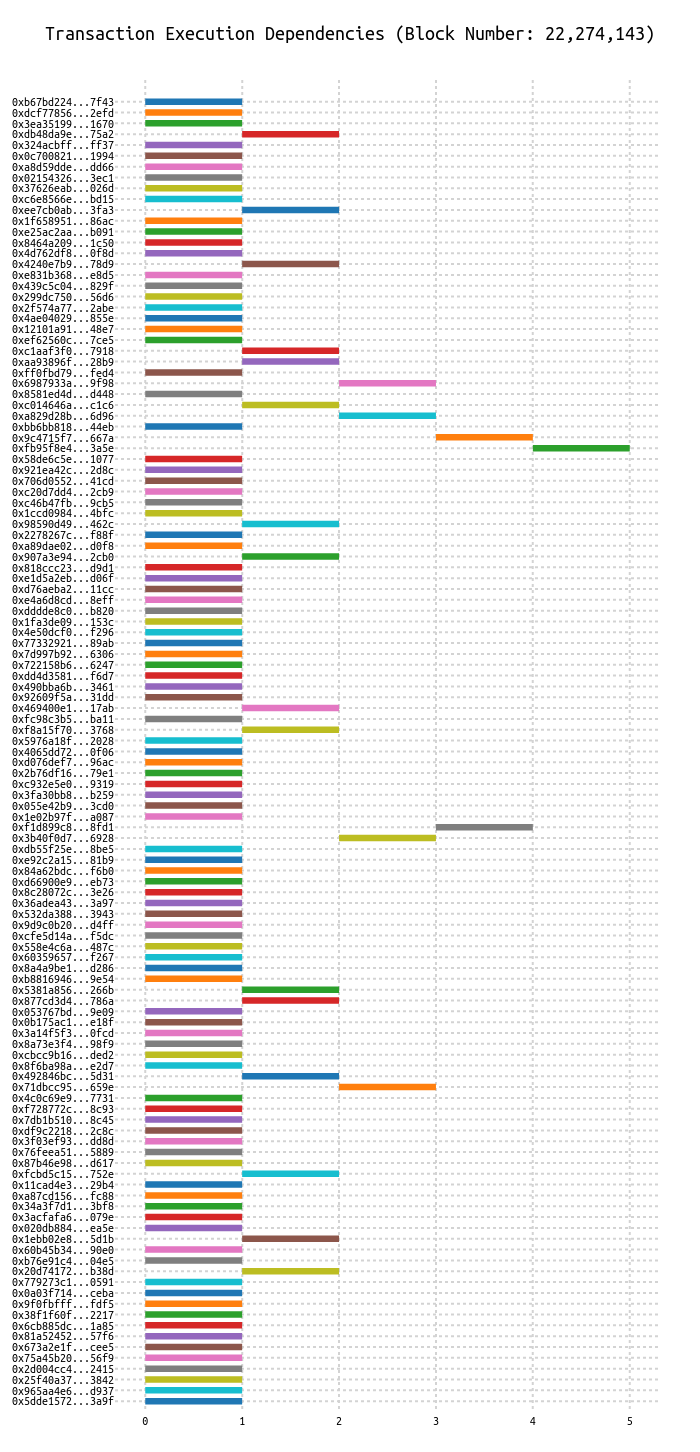 Transaction Execution Dependencies (Block Number: 22,274,143)
0xb67bd224...7f43
0xdcf77856...2efd
0x3ea35199...1670
0xdb48da9e...75a2
0x324acbff...ff37
0x0c700821...1994
0xa8d59dde...dd66
0x02154326...3ec1
0x37626eab...026d
0xc6e8566e...bd15
0xee7cb0ab...3fa3
0x1f658951...86ac
0xe25ac2aa...b091
0x8464a209...1c50
0x4d762df8...0f8d
0x4240e7b9...78d9
0xe831b368...e8d5
0x439c5c04...829f
0x299dc750...56d6
0x2f574a77...2abe
0x4ae04029...855e
0x12101a91...48e7
0xef62560c...7ce5
0xc1aaf3f0...7918
0xaa93896f...28b9
0xff0fbd79...fed4
0x6987933a...9f98
0x8581ed4d...d448
0xc014646a...c1c6
0xa829d28b...6d96
0xbb6bb818...44eb
0x9c4715f7...667a
0xfb95f8e4...3a5e
0x58de6c5e...1077
0x921ea42c...2d8c
0x706d0552...41cd
0xc20d7dd4...2cb9
0xc46b47fb...9cb5
0x1ccd0984...4bfc
0x98590d49...462c
0x2278267c...f88f
0xa89dae02...d0f8
0x907a3e94...2cb0
0x818ccc23...d9d1
0xe1d5a2eb...d06f
0xd76aeba2...11cc
0xe4a6d8cd...8eff
0xdddde8c0...b820
0x1fa3de09...153c
0x4e50dcf0...f296
0x77332921...89ab
0x7d997b92...6306
0x722158b6...6247
0xdd4d3581...f6d7
0x490bba6b...3461
0x92609f5a...31dd
0x469400e1...17ab
0xfc98c3b5...ba11
0xf8a15f70...3768
0x5976a18f...2028
0x4065dd72...0f06
0xd076def7...96ac
0x2b76df16...79e1
0xc932e5e0...9319
0x3fa30bb8...b259
0x055e42b9...3cd0
0x1e02b97f...a087
0xf1d899c8...8fd1
0x3b40f0d7...6928
0xdb55f25e...8be5
0xe92c2a15...81b9
0x84a62bdc...f6b0
0xd66900e9...eb73
0x8c28072c...3e26
0x36adea43...3a97
0x532da388...3943
0x9d9c0b20...d4ff
0xcfe5d14a...f5dc
0x558e4c6a...487c
0x60359657...f267
0x8a4a9be1...d286
0xb8816946...9e54
0x5381a856...266b
0x877cd3d4...786a
0x053767bd...9e09
0x0b175ac1...e18f
0x3a14f5f3...0fcd
0x8a73e3f4...98f9
0xcbcc9b16...ded2
0x8f6ba98a...e2d7
0x492846bc...5d31
0x71dbcc95...659e
0x4c0c69e9...7731
0xf728772c...8c93
0x7db1b510...8c45
0xdf9c2218...2c8c
0x3f03ef93...dd8d
0x76feea51...5889
0x87b46e98...d617
0xfcbd5c15...752e
0x11cad4e3...29b4
0xa87cd156...fc88
0x34a3f7d1...3bf8
0x3acfafa6...079e
0x020db884...ea5e
0x1ebb02e8...5d1b
0x60b45b34...90e0
0xb76e91c4...04e5
0x20d74172...b38d
0x779273c1...0591
0x0a03f714...ceba
0x9f0fbfff...fdf5
0x38f1f60f...2217
0x6cb885dc...1a85
0x81a52452...57f6
0x673a2e1f...cee5
0x75a45b20...56f9
0x2d004cc4...2415
0x25f40a37...3842
0x965aa4e6...d937
0x5dde1572...3a9f
0 1 2 3 4 5